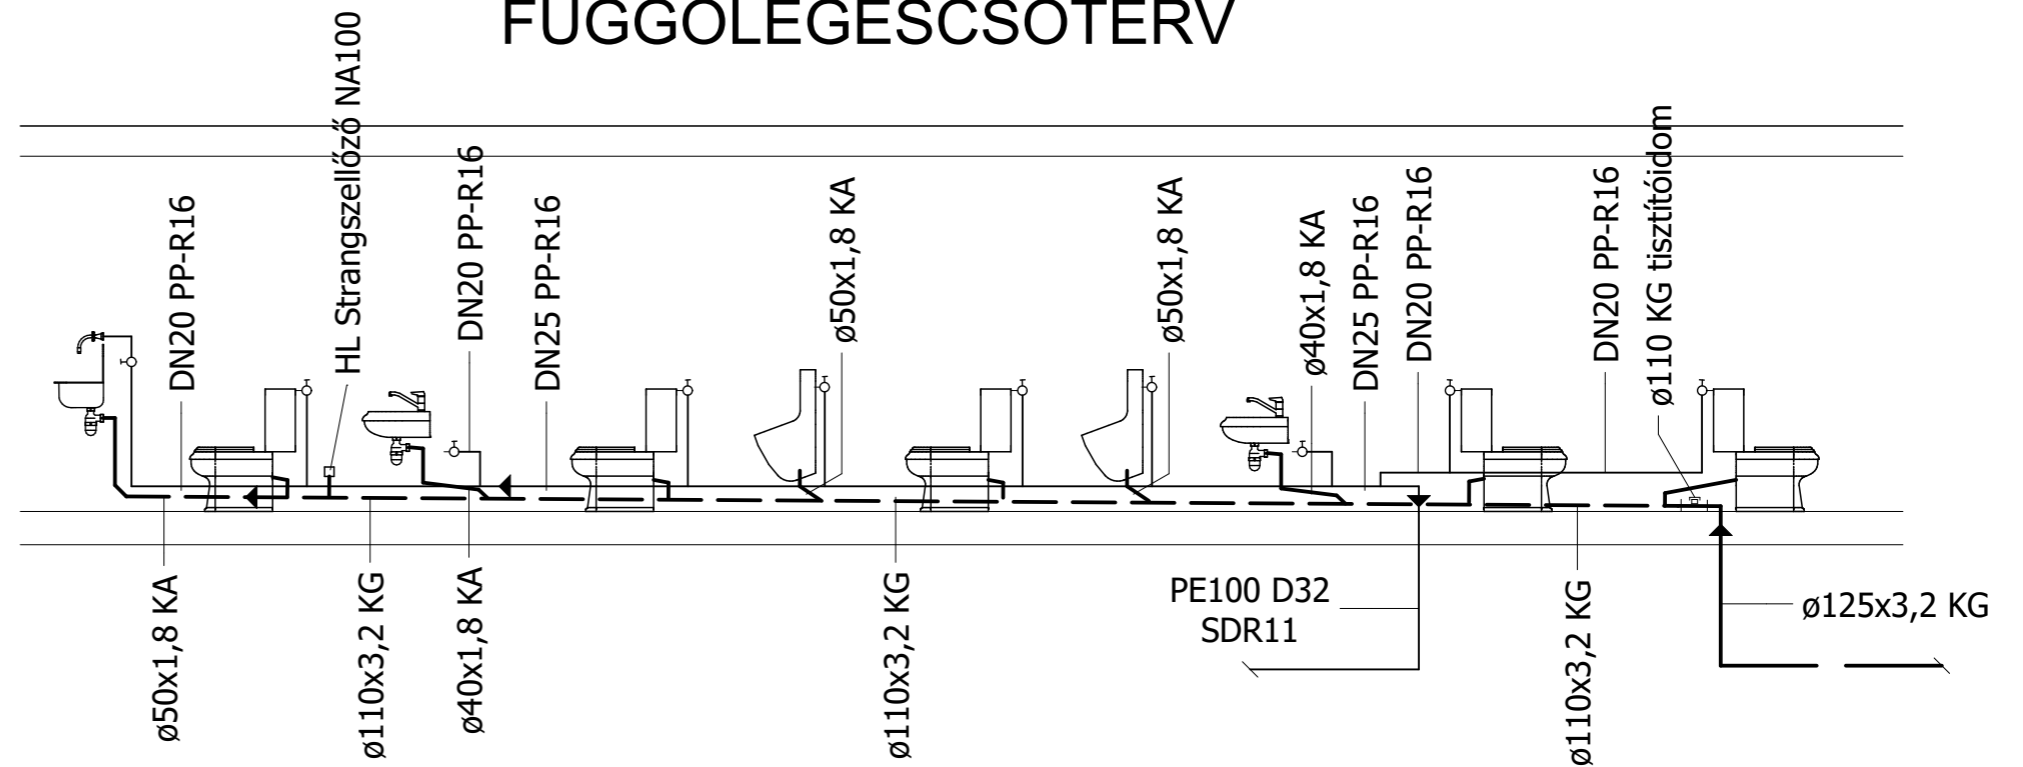 FUGGOLEGESCSOTERV
DN20 PP-R16
HL Strangszellőző NA100
DN20 PP-R16
DN25 PP-R16
ø50x1,8 KA
ø50x1,8 KA
ø40x1,8 KA
DN25 PP-R16
DN20 PP-R16
DN20 PP-R16
ø110 KG tisztítóidom
ø50x1,8 KA
ø110x3,2 KG
ø40x1,8 KA
ø110x3,2 KG
PE100 D32
SDR11
ø110x3,2 KG
ø125x3,2 KG